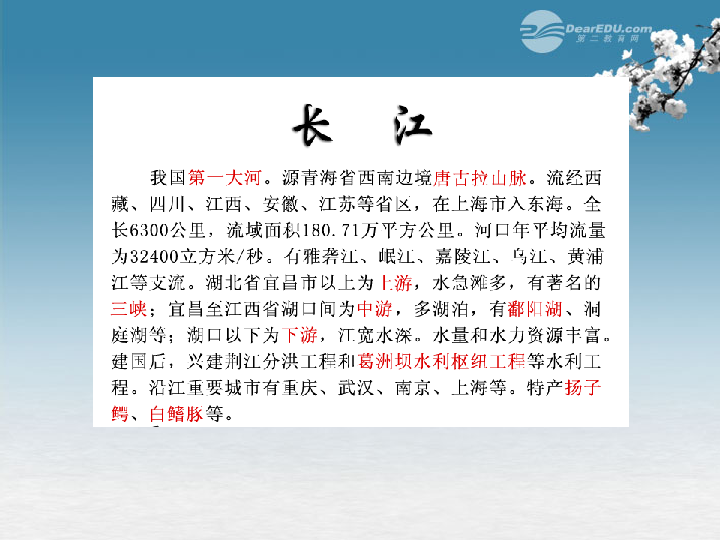 DearEDU.com
第二教育网
长 江
我国第一大河。源青海省西南边境唐古拉山脉。流经西
藏、四川、江西、安徽、江苏等省区，在上海市入东海。全
长6300公里，流域面积180.71万平方公里。河口年平均流量
为32400立方米/秒。有雅砻江、岷江、嘉陵江、乌江、黄浦
江等支流。湖北省宜昌市以上为上游，水急滩多，有著名的
三峡；宜昌至江西省湖口间为中游，多湖泊，有鄱阳湖、洞
庭湖等；湖口以下为下游，江宽水深。水量和水力资源丰富。
建国后，兴建荆江分洪工程和葛洲坝水利枢纽工程等水利工
程。沿江重要城市有重庆、武汉、南京、上海等。特产扬子
鳄、白鳍豚等。